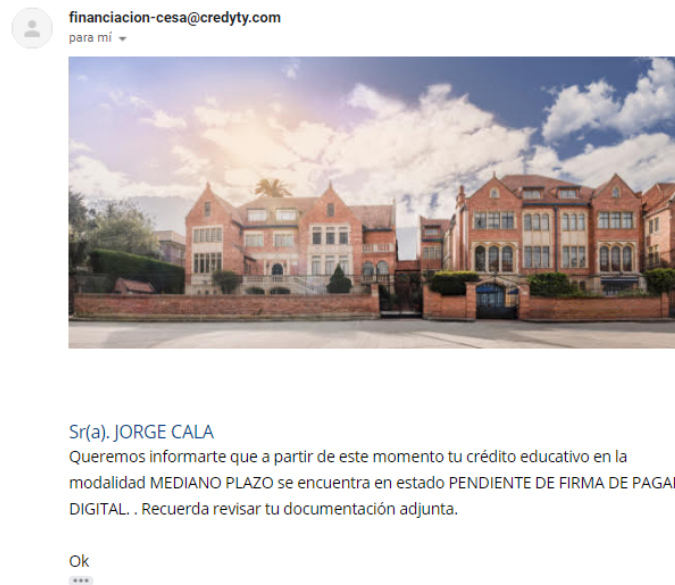 financiacion-cesa@credyty.com
para mí
Sr(a). JORGE CALA
Queremos informarte que a partir de este momento tu crédito educativo en la
modalidad MEDIANO PLAZO se encuentra en estado PENDIENTE DE FIRMA DE
DIGITAL. . Recuerda revisar tu documentación adjunta.
Ok